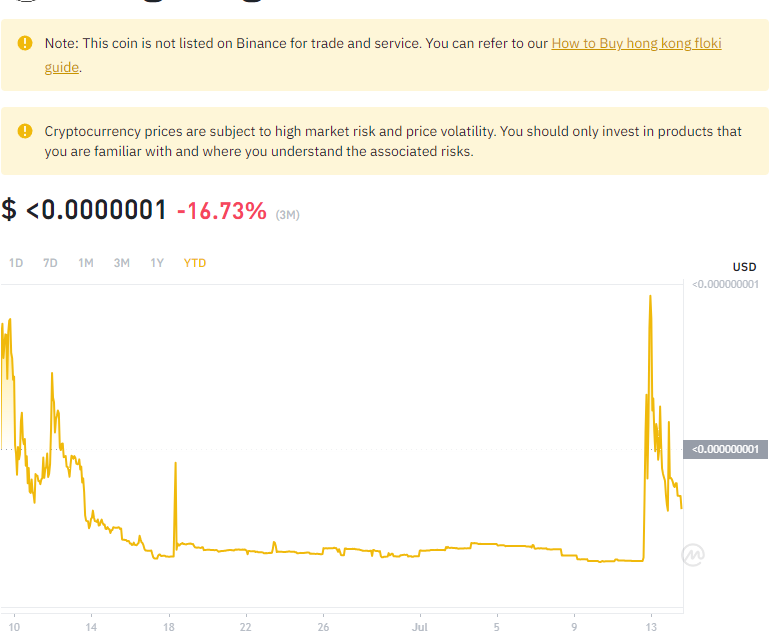 Note: This coin is not listed on Binance for trade and service. You can refer to our How to Buy hong kong floki
guide.
Cryptocurrency prices are subject to high market risk and price volatility. You should only invest in products that
you are familiar with and where you understand the associated risks.
$ <0.0000001 -16.73% (3M)
1D 7D 1M 3M 1Y YTD
USD
<0.000000001
<0.000000001
10 14 18 22 26 Jul 5 9 13